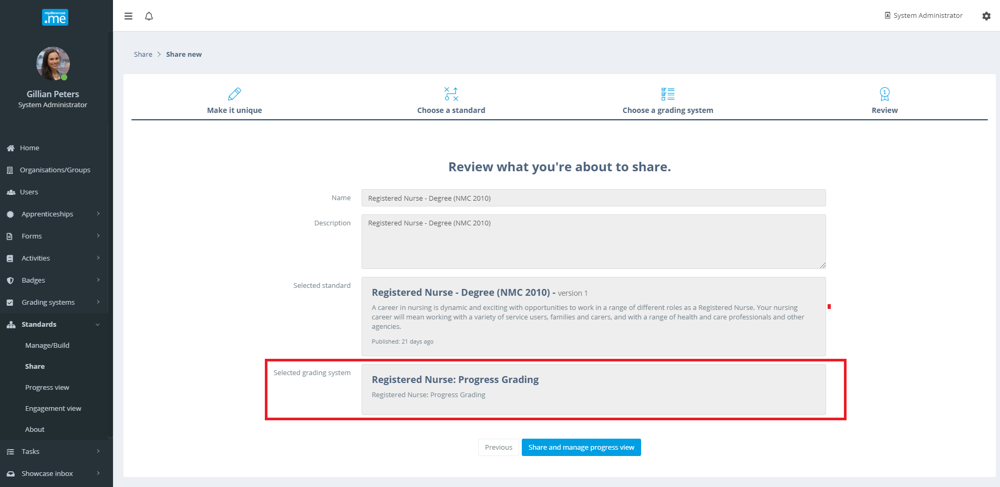 myshowcase
.me
System Administrator
Gillian Peters
System Administrator
Home
Organisations/Groups
Users
Apprenticeships
Forms
Activities
Badges
Grading systems
Standards
Manage/Build
Share
Progress view
Engagement view
About
Tasks
Showcase inbox
Share > Share new
Make it unique
Choose a standard
Choose a grading system
1
Review
Review what you're about to share.
Name
Registered Nurse - Degree (NMC 2010)
Description
Registered Nurse - Degree (NMC 2010)
Selected standard
Registered Nurse - Degree (NMC 2010) - version 1
A career in nursing is dynamic and exciting with opportunities to work in a range of different roles as a Registered Nurse. Your nursing
career will mean working with a variety of service users, families and carers, and with a range of health and care professionals and other
agencies.
Published: 21 days ago
Selected grading system
Registered Nurse: Progress Grading
Registered Nurse: Progress Grading
Previous
Share and manage progress view